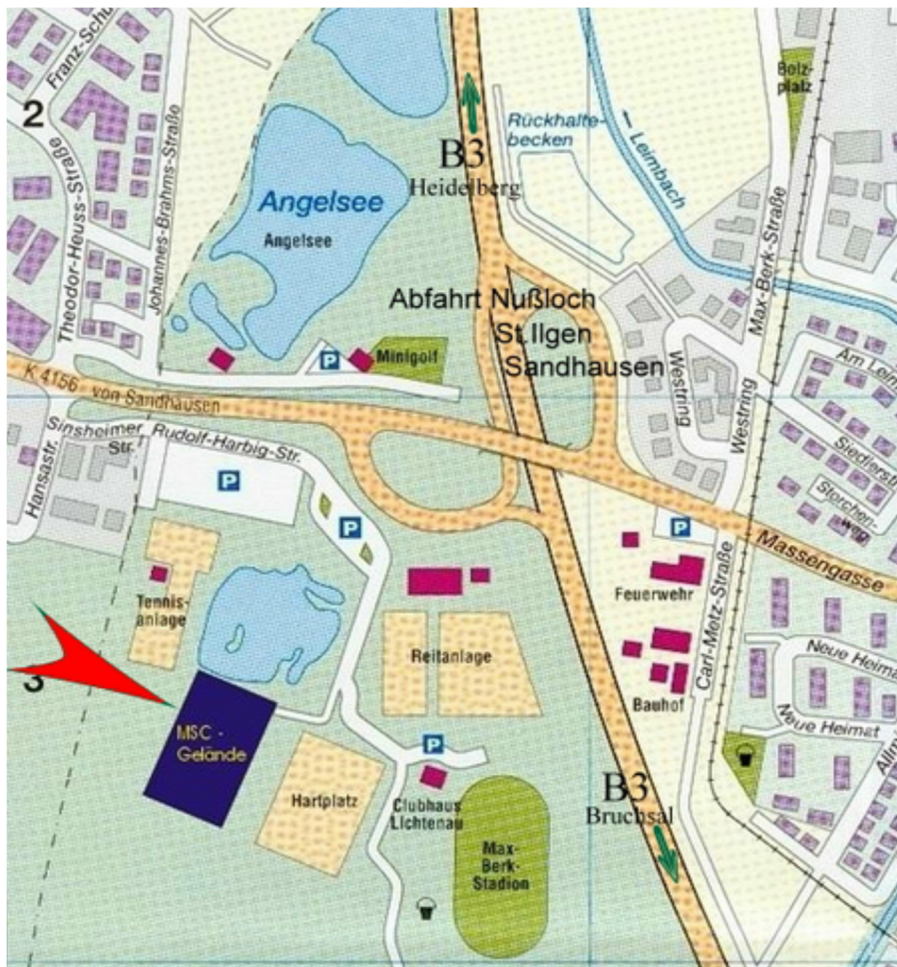 Franz-Schu
2
Theodor-Heuss-Straße
Johannes-Brahms-Straße
Angelsee
Angelsee
B3
Heidelberg
Rückhalte-
becken
Leimbach
Bolz-
platz
Max-Berk-Straße
Abfahrt Nußloch
St.Ilgen
Sandhausen
P
Minigolf
K 4156
von Sandhausen
Westring
Westring
Am Leim
Siedlerstr
Storchen-
weg
Hansastr.
Sinsheimer
Str.
Rudolf-Harbig-Str.
P
P
P
Massengasse
Feuerwehr
Carl-Metz-Straße
Tennis-
anlage
Reitanlage
Bauhof
Neue Heimat
Neue Heimat
Allm
3
MSC -
Gelände
P
Hartplatz
Clubhaus
Lichtenau
B3
Bruchsal
Max-
Berk-
Stadion